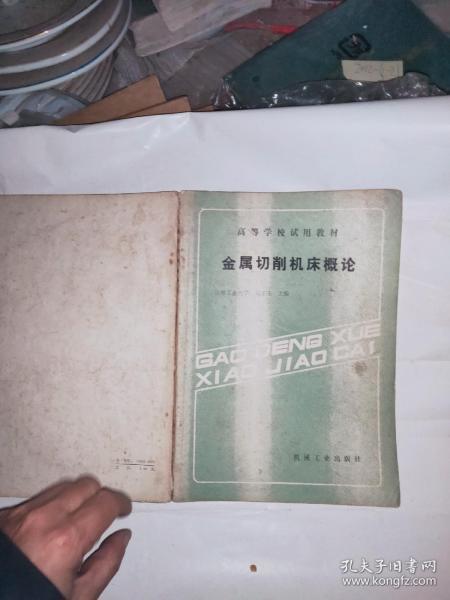 高等学校试用教材
金属切削机床概论
主编
GAO DENG XUE
XIAO JIAO CAI
机械工业出版社
孔夫子旧书网
www.kongfz.com